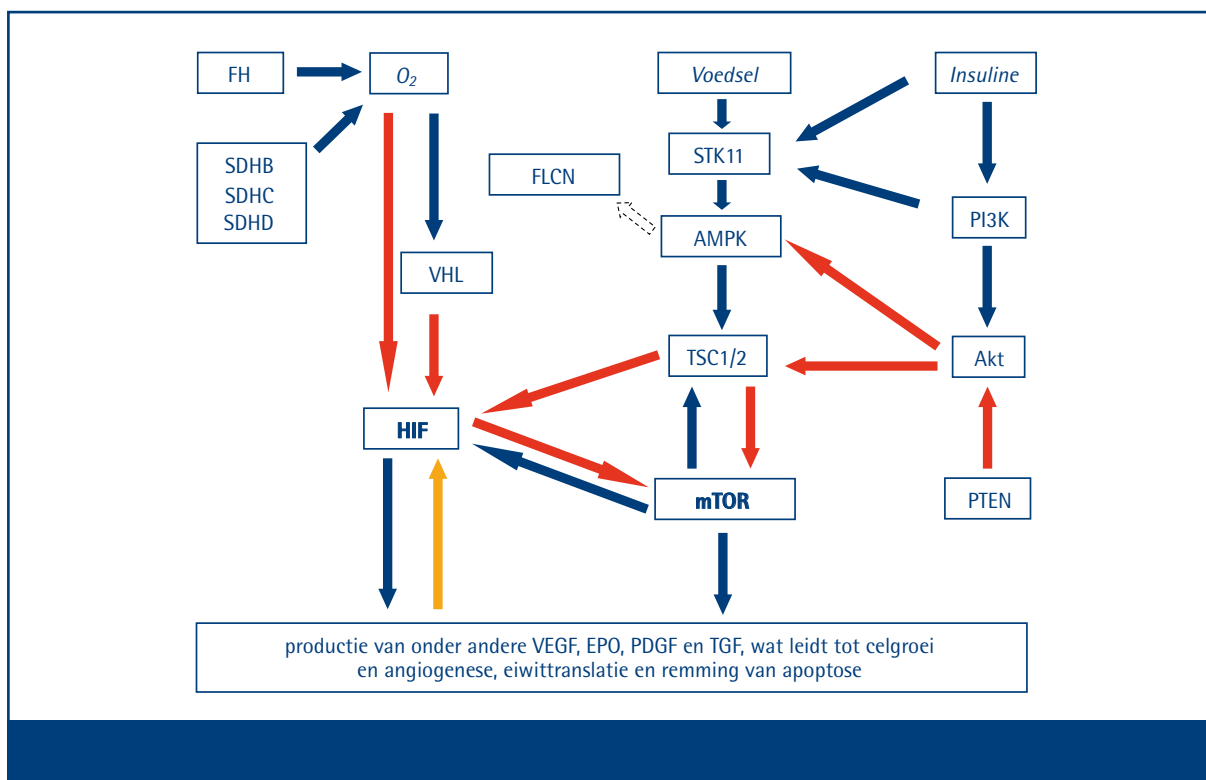 FH
O₂
Voedsel
Insuline
SDHB
SDHC
SDHD
FLCN
STK11
PI3K
AMPK
VHL
TSC1/2
Akt
HIF
mTOR
PTEN
productie van onder andere VEGF, EPO, PDGF en TGF, wat leidt tot celgroei
en angiogenese, eiwittranslatie en remming van apoptose